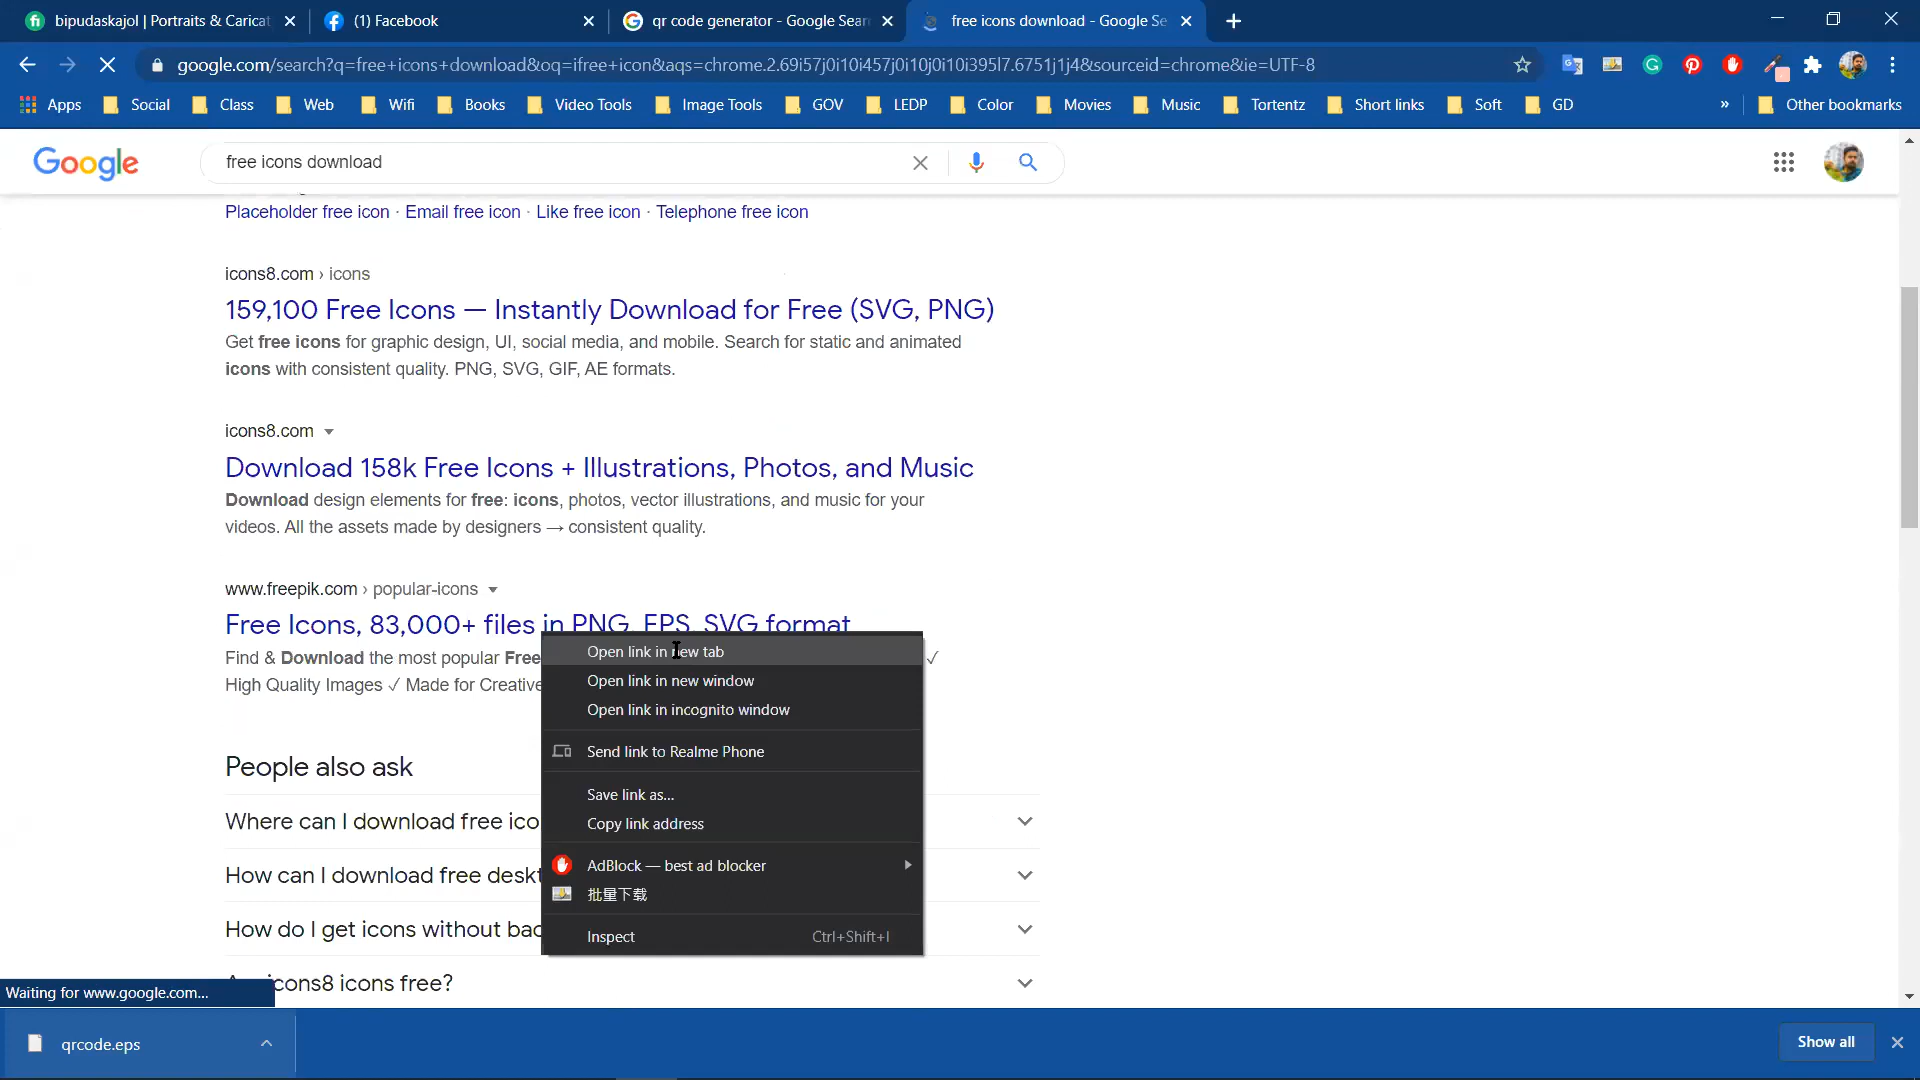 bipudaskajol | Portraits & Caricat
(1) Facebook
qr code generator - Google Sear
free icons download - Google Se
google.com/search?q=free+icons+download&oq=ifree+icon&aqs=chrome.2.69i57j0i10i457j0i10j0i10i395l7.6751j1j4&sourceid=chrome&ie=UTF-8
Apps Social Class Web Wifi Books Video Tools Image Tools GOV LEDP Color Movies Music Tortentz Short links Soft GD » Other bookmarks
Google
free icons download
Placeholder free icon · Email free icon · Like free icon · Telephone free icon
icons8.com › icons
159,100 Free Icons — Instantly Download for Free (SVG, PNG)
Get free icons for graphic design, UI, social media, and mobile. Search for static and animated
icons with consistent quality. PNG, SVG, GIF, AE formats.
icons8.com
Download 158k Free Icons + Illustrations, Photos, and Music
Download design elements for free: icons, photos, vector illustrations, and music for your
videos. All the assets made by designers → consistent quality.
www.freepik.com › popular-icons
Free Icons, 83,000+ files in PNG, EPS, SVG format
Find & Download the most popular Free ✓
High Quality Images ✓ Made for Creative
Open link in new tab
Open link in new window
Open link in incognito window
Send link to Realme Phone
Save link as...
Copy link address
AdBlock — best ad blocker
批量下载
Inspect Ctrl+Shift+I
People also ask
Where can I download free ico
How can I download free deskt
How do I get icons without bac
icons8 icons free?
Waiting for www.google.com...
qrcode.eps
Show all